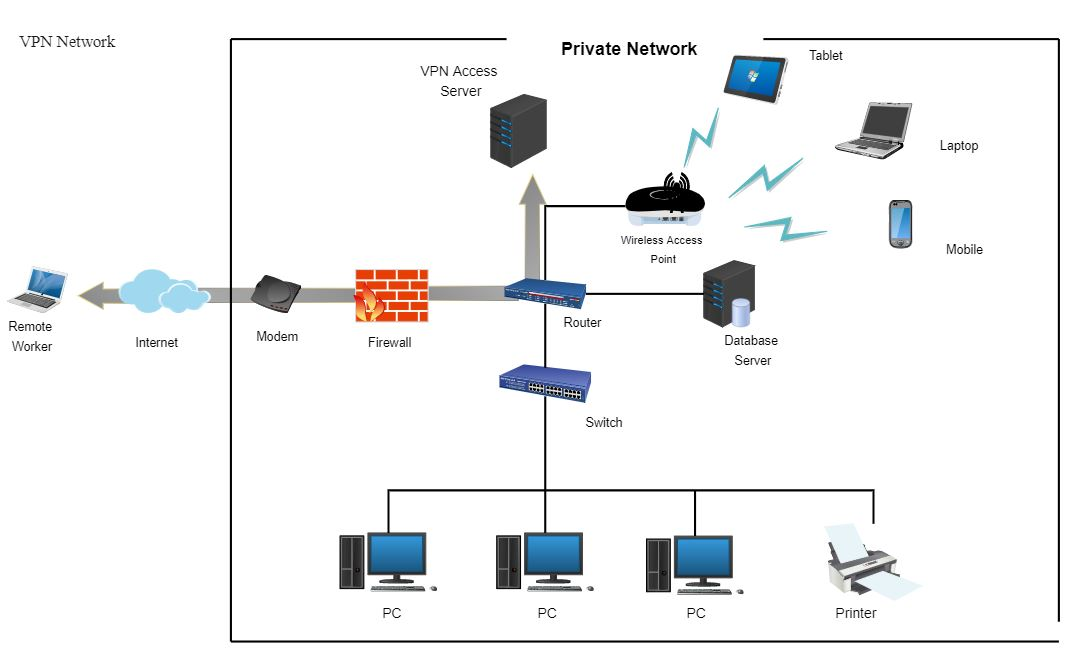 VPN Network
Private Network
Tablet
VPN Access
Server
Laptop
Wireless Access
Point
Mobile
Remote
Worker
Internet
Modem
Firewall
Router
Database
Server
Switch
PC
PC
PC
Printer